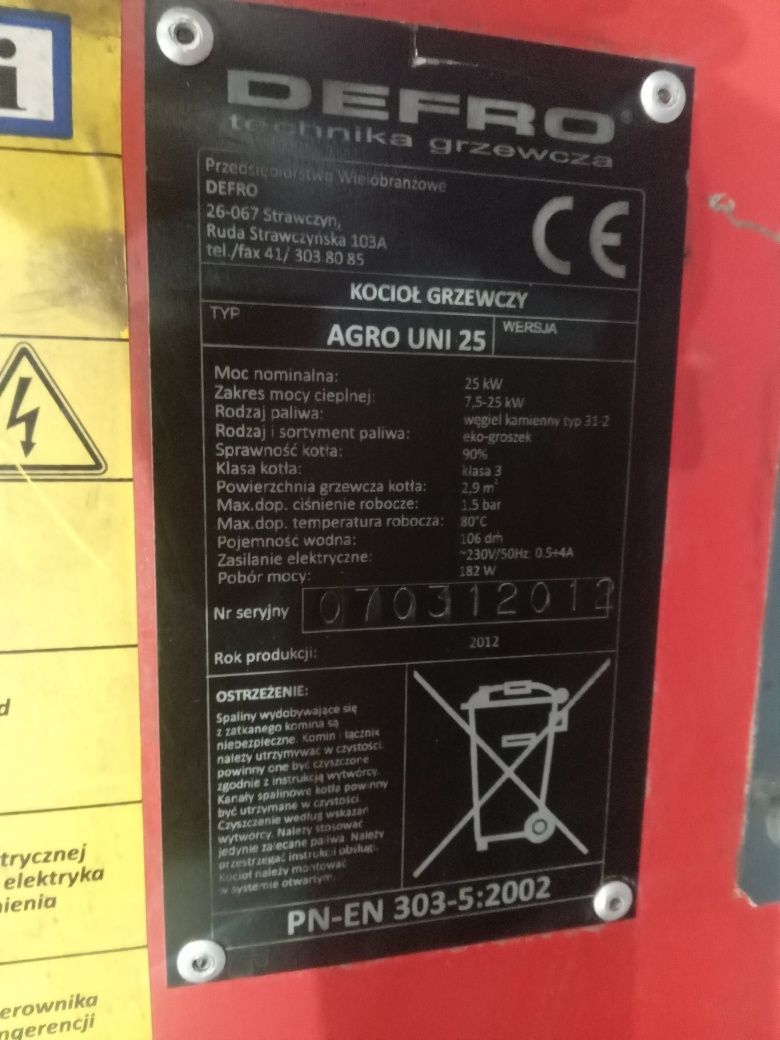 i
DEFRO®
technika grzewcza
Przedsiębiorstwo Wielobranżowe
DEFRO
26-067 Strawczyn,
Ruda Strawczyńska 103A
tel./fax 41/ 303 80 85
CE
KOCIOŁ GRZEWCZY
TYP
AGRO UNI 25
WERSJA
Moc nominalna: 25 kW
Zakres mocy cieplnej: 7,5-25 kW
Rodzaj paliwa: węgiel kamienny typ 31-2
Rodzaj i sortyment paliwa: eko-groszek
Sprawność kotła: 90%
Klasa kotła: klasa 3
Powierzchnia grzewcza kotła: 2,9 m²
Max.dop. ciśnienie robocze: 1.5 bar
Max.dop. temperatura robocza: 80°C
Pojemność wodna: 106 dm
Zasilanie elektryczne: ~230V/50Hz 0.5÷4A
Pobór mocy: 182 W
Nr seryjny 070312012
Rok produkcji: 2012
OSTRZEŻENIE:
Spaliny wydobywające się
z zatkanego komina są
niebezpieczne. Komin i łącznik
należy utrzymywać w czystości.
powinny one być czyszczone
zgodnie z instrukcją wytwórcy.
Kanały spalinowe kotła powinny
być utrzymane w czystości.
Czyszczenie według wskazań
wytwórcy. Należy stosować
jedynie zalecane paliwa. Należy
przestrzegać instrukcji obsługi.
Kocioł należy montować
w systemie otwartym.
PN-EN 303-5:2002
d
trycznej
elektryka
nienia
erownika
ngerencji